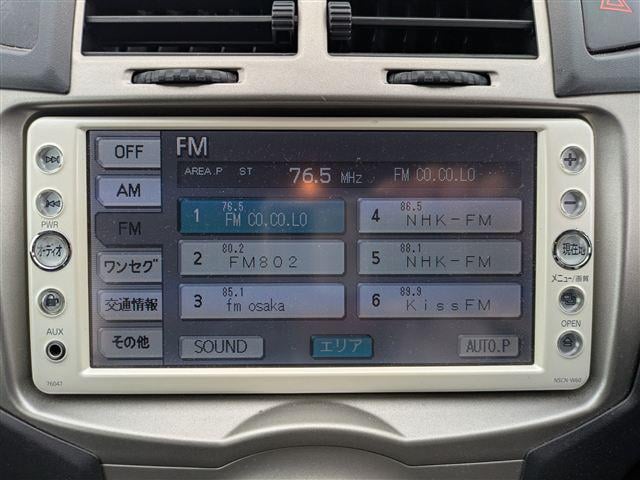 OFF
AM
FM
ワンセグ
交通情報
その他
FM
AREA.P ST 76.5 MHz FM CO.CO.LO
1 76.5 FM CO.CO.LO
2 80.2 FM802
3 85.1 fm osaka
4 86.5 NHK-FM
5 88.1 NHK-FM
6 89.9 KissFM
SOUND
エリア
AUTO.P
PWR
オーディオ
AUX
76047
現在地
メニュー/画質
OPEN
NSCN-W60